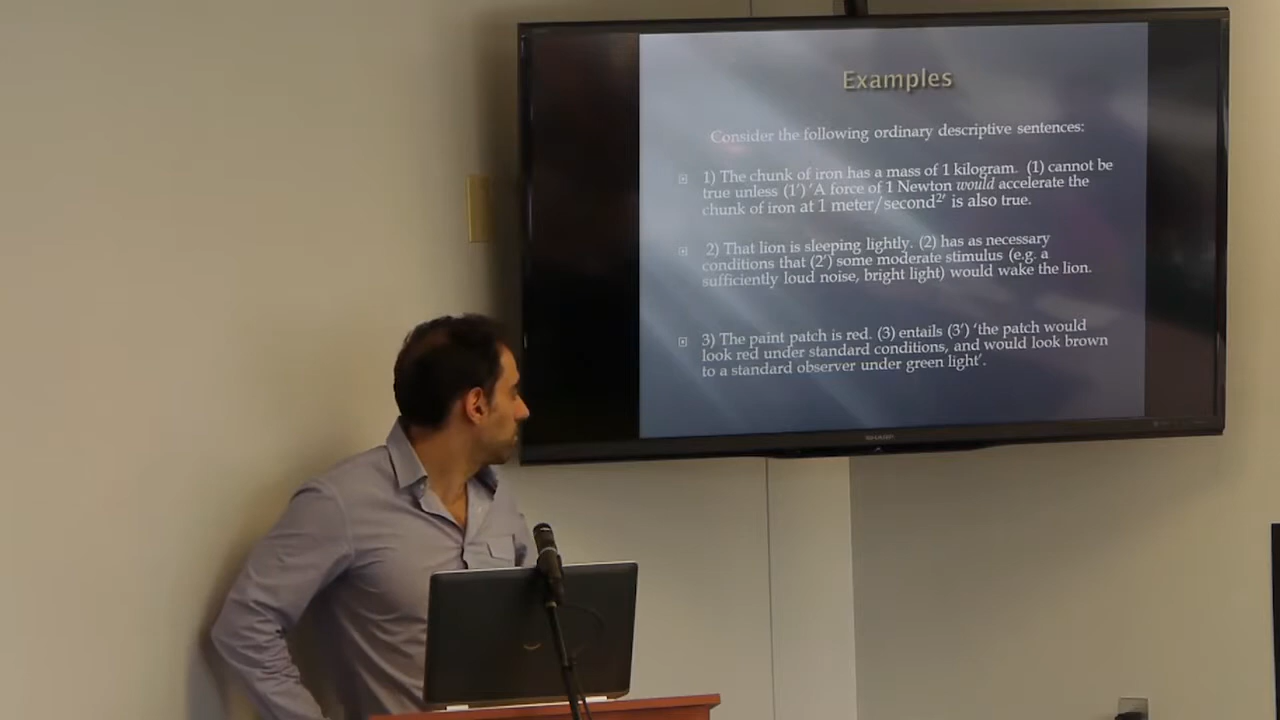 Examples
Consider the following ordinary descriptive sentences:
1) The chunk of iron has a mass of 1 kilogram. (1) cannot be
true unless (1') 'A force of 1 Newton would accelerate the
chunk of iron at 1 meter/second²' is also true.
2) That lion is sleeping lightly. (2) has as necessary
conditions that (2') some moderate stimulus (e.g. a
sufficiently loud noise, bright light) would wake the lion.
3) The paint patch is red. (3) entails (3') 'the patch would
look red under standard conditions, and would look brown
to a standard observer under green light'.
SHARP